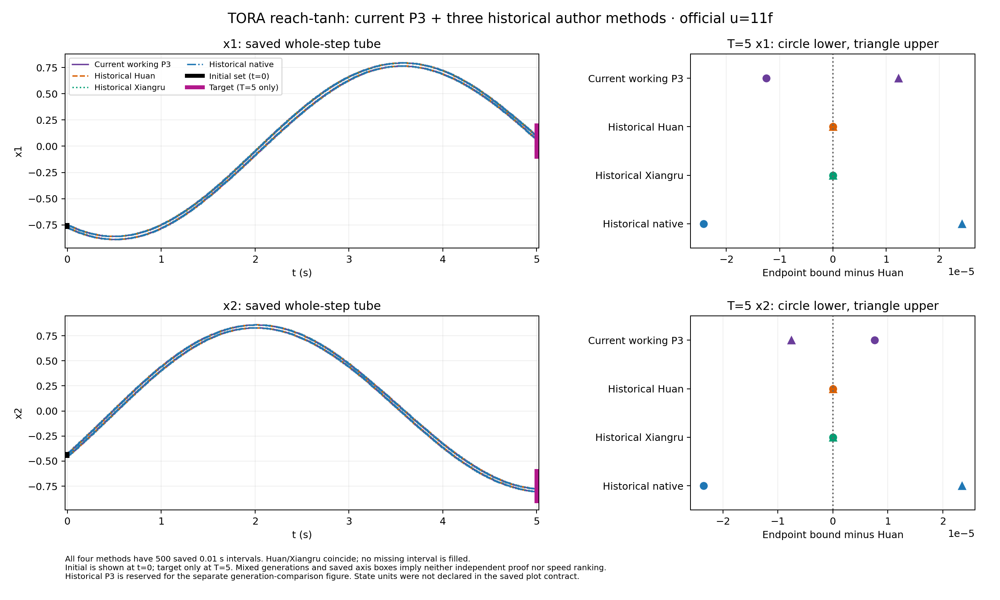 TORA reach-tanh: current P3 + three historical author methods · official u=11f
x1: saved whole-step tube
Current working P3
Historical Huan
Historical Xiangru
Historical native
Initial set (t=0)
Target (T=5 only)
x1
0.75
0.50
0.25
0.00
−0.25
−0.50
−0.75
0 1 2 3 4 5
t (s)
T=5 x1: circle lower, triangle upper
Current working P3
Historical Huan
Historical Xiangru
Historical native
−2 −1 0 1 2
1e−5
Endpoint bound minus Huan
x2: saved whole-step tube
x2
0.75
0.50
0.25
0.00
−0.25
−0.50
−0.75
0 1 2 3 4 5
t (s)
T=5 x2: circle lower, triangle upper
Current working P3
Historical Huan
Historical Xiangru
Historical native
−2 −1 0 1 2
1e−5
Endpoint bound minus Huan
All four methods have 500 saved 0.01 s intervals. Huan/Xiangru coincide; no missing interval is filled.
Initial is shown at t=0; target only at T=5. Mixed generations and saved axis boxes imply neither independent proof nor speed ranking.
Historical P3 is reserved for the separate generation-comparison figure. State units were not declared in the saved plot contract.